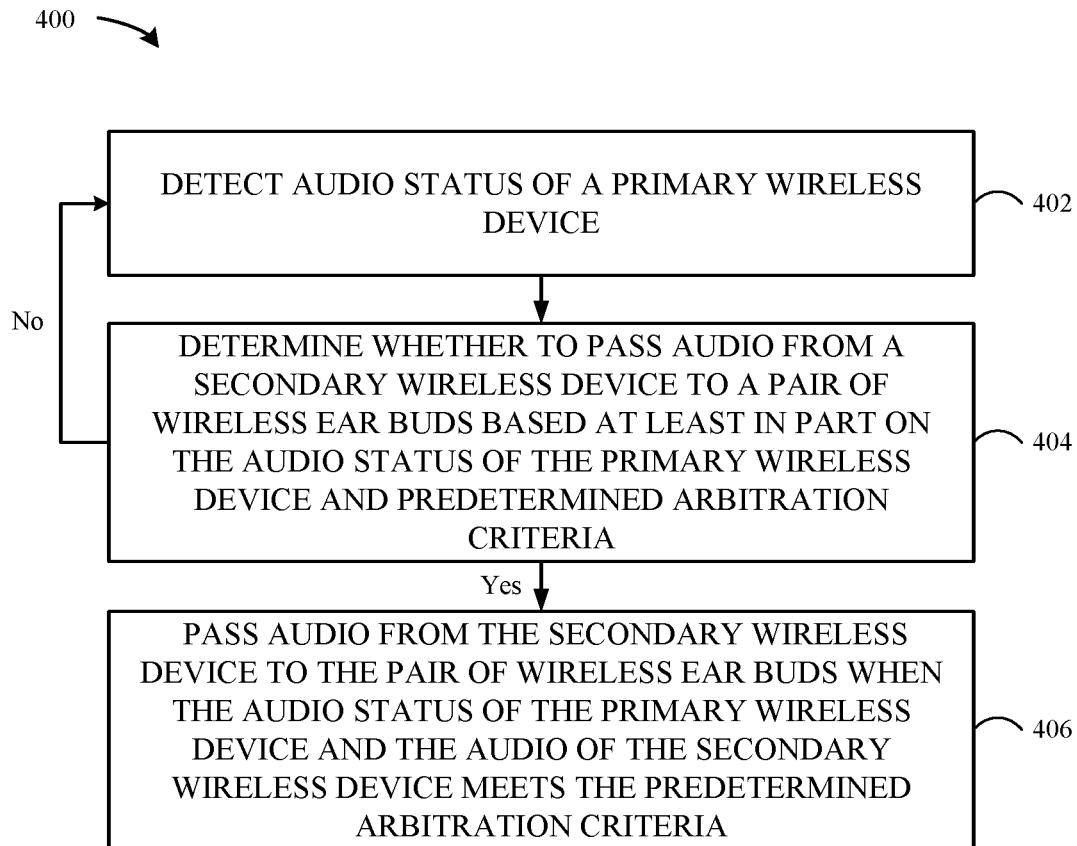 400
DETECT AUDIO STATUS OF A PRIMARY WIRELESS
DEVICE
402
No
DETERMINE WHETHER TO PASS AUDIO FROM A
SECONDARY WIRELESS DEVICE TO A PAIR OF
WIRELESS EAR BUDS BASED AT LEAST IN PART ON
THE AUDIO STATUS OF THE PRIMARY WIRELESS
DEVICE AND PREDETERMINED ARBITRATION
CRITERIA
404
Yes
PASS AUDIO FROM THE SECONDARY WIRELESS
DEVICE TO THE PAIR OF WIRELESS EAR BUDS WHEN
THE AUDIO STATUS OF THE PRIMARY WIRELESS
DEVICE AND THE AUDIO OF THE SECONDARY
WIRELESS DEVICE MEETS THE PREDETERMINED
ARBITRATION CRITERIA
406